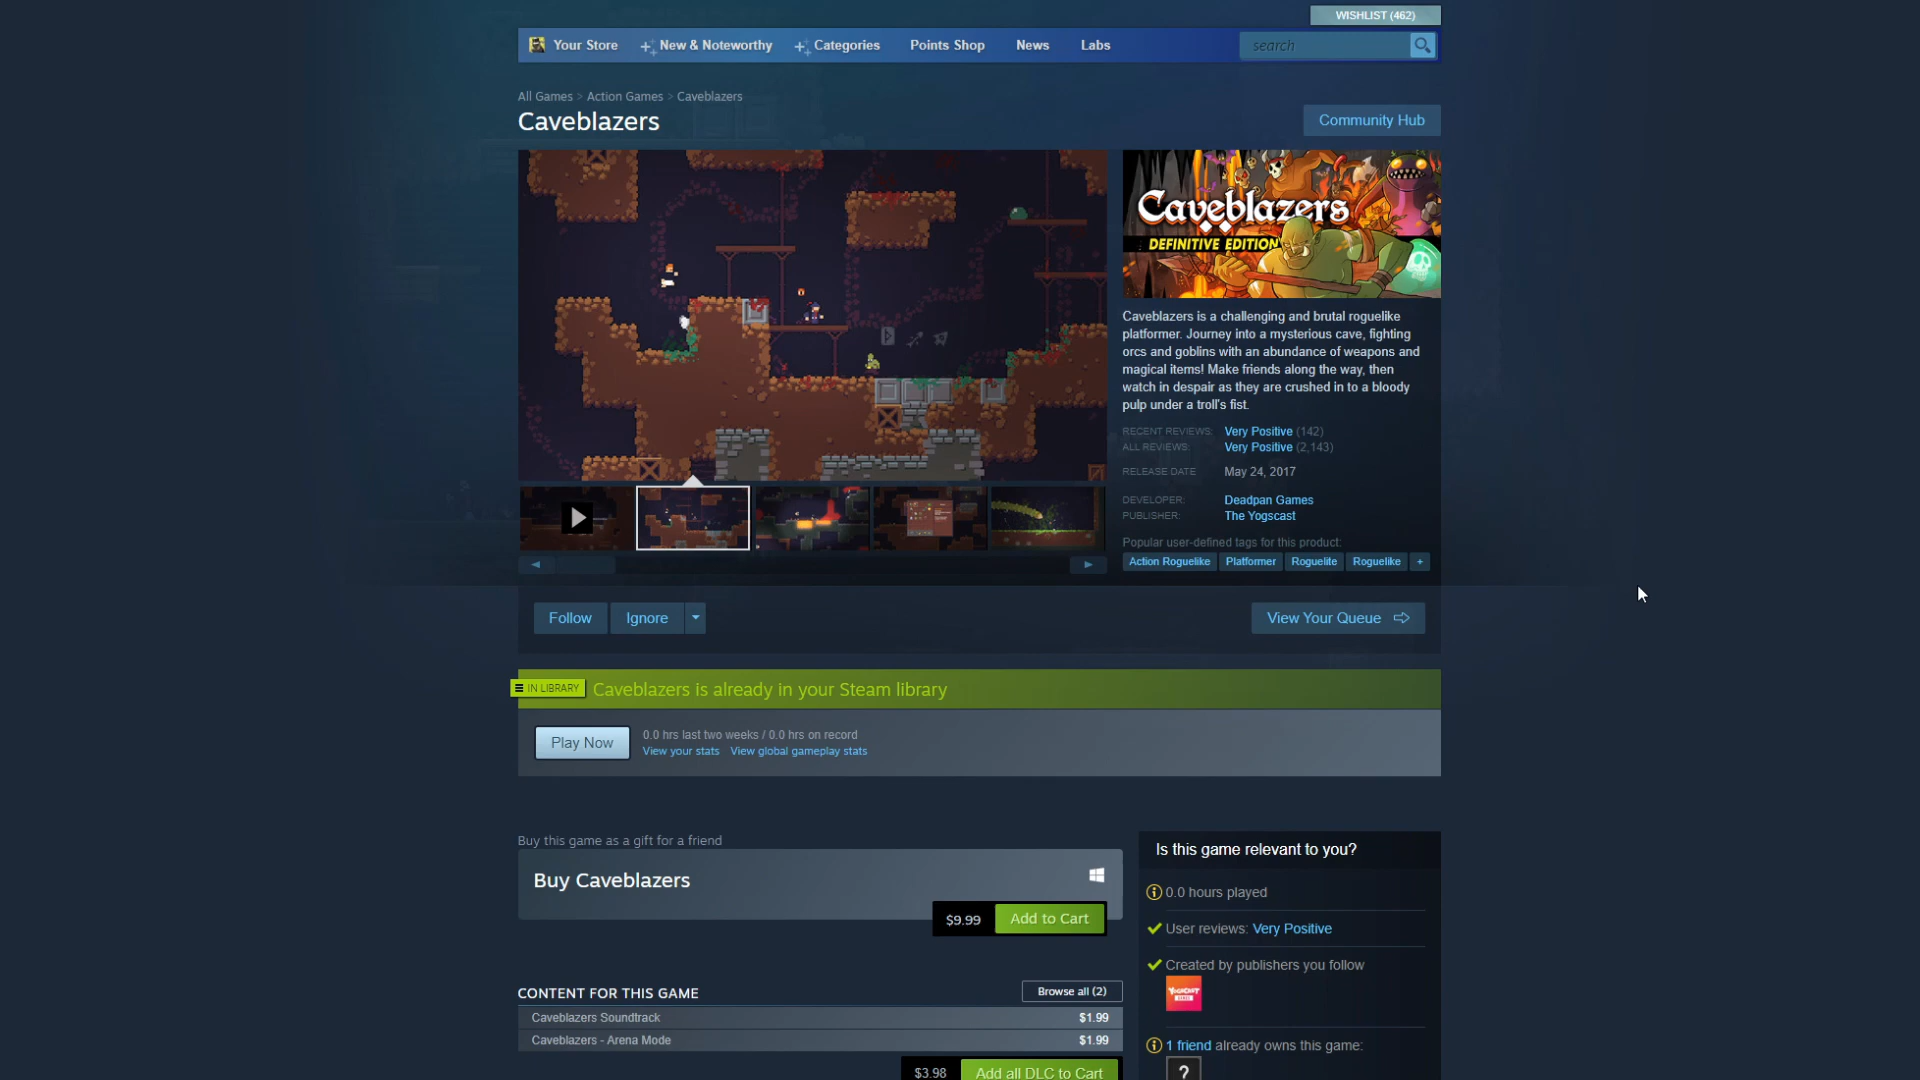 WISHLIST (462)
Your Store
New & Noteworthy
Categories
Points Shop
News
Labs
search
All Games > Action Games > Caveblazers
Caveblazers
Community Hub
Caveblazers
DEFINITIVE EDITION
Caveblazers is a challenging and brutal roguelike
platformer. Journey into a mysterious cave, fighting
orcs and goblins with an abundance of weapons and
magical items! Make friends along the way, then
watch in despair as they are crushed in to a bloody
pulp under a troll's fist.
RECENT REVIEWS: Very Positive (142)
ALL REVIEWS: Very Positive (2,143)
RELEASE DATE: May 24, 2017
DEVELOPER: Deadpan Games
PUBLISHER: The Yogscast
Popular user-defined tags for this product:
Action Roguelike Platformer Roguelite Roguelike +
Follow
Ignore
View Your Queue
IN LIBRARY
Caveblazers is already in your Steam library
Play Now
0.0 hrs last two weeks / 0.0 hrs on record
View your stats View global gameplay stats
Buy this game as a gift for a friend
Buy Caveblazers
$9.99
Add to Cart
CONTENT FOR THIS GAME
Browse all (2)
Caveblazers Soundtrack $1.99
Caveblazers - Arena Mode $1.99
$3.98
Add all DLC to Cart
Is this game relevant to you?
0.0 hours played
User reviews: Very Positive
Created by publishers you follow
YOGSCAST
GAMES
1 friend already owns this game:
?